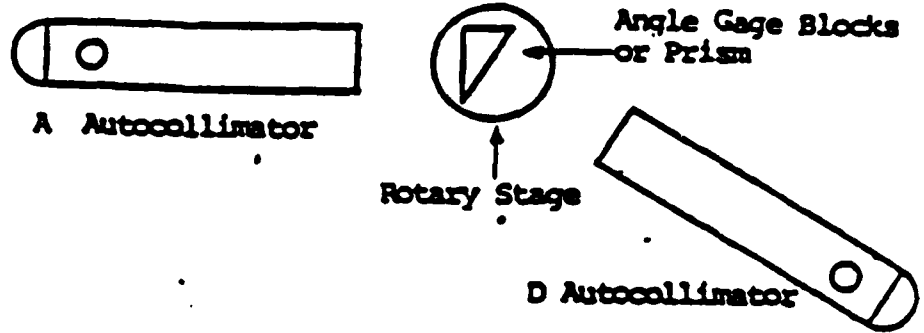 Angle Gage Blocks
or Prism
A Autocollimator
Rotary Stage
D Autocollimator